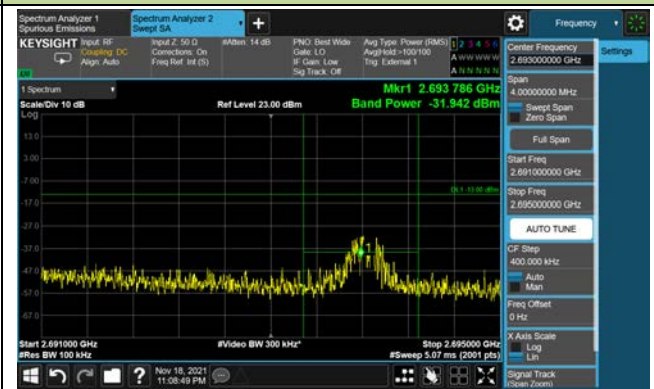 Spectrum Analyzer 1
Spurious Emissions
Spectrum Analyzer 2
Swept SA
Frequency
KEYSIGHT
Input: RF
Coupling: DC
Align: Auto
Input Z: 50 Ω
Corrections: On
Freq Ref: Int (S)
#Atten: 14 dB
PNO: Best Wide
Gate: LO
IF Gain: Low
Sig Track: Off
Avg Type: Power (RMS)
Avg|Hold:>100/100
Trig: External 1
1 2 3 4 5 6
A W W W W W
A N N N N N
1 Spectrum
Scale/Div 10 dB
Log
Ref Level 23.00 dBm
Mkr1 2.693 786 GHz
Band Power -31.942 dBm
13.0
3.00
-7.00
DL1 -13.00 dBm
-17.0
-27.0
-37.0
-47.0
-57.0
-67.0
Start 2.691000 GHz
#Res BW 100 kHz
#Video BW 300 kHz*
Stop 2.695000 GHz
#Sweep 5.07 ms (2001 pts)
Nov 18, 2021
11:08:49 PM
Center Frequency
2.693000000 GHz
Settings
Span
4.00000000 MHz
Swept Span
Zero Span
Full Span
Start Freq
2.691000000 GHz
Stop Freq
2.695000000 GHz
AUTO TUNE
CF Step
400.000 kHz
Auto
Man
Freq Offset
0 Hz
X Axis Scale
Log
Lin
Signal Track
(Span Zoom)